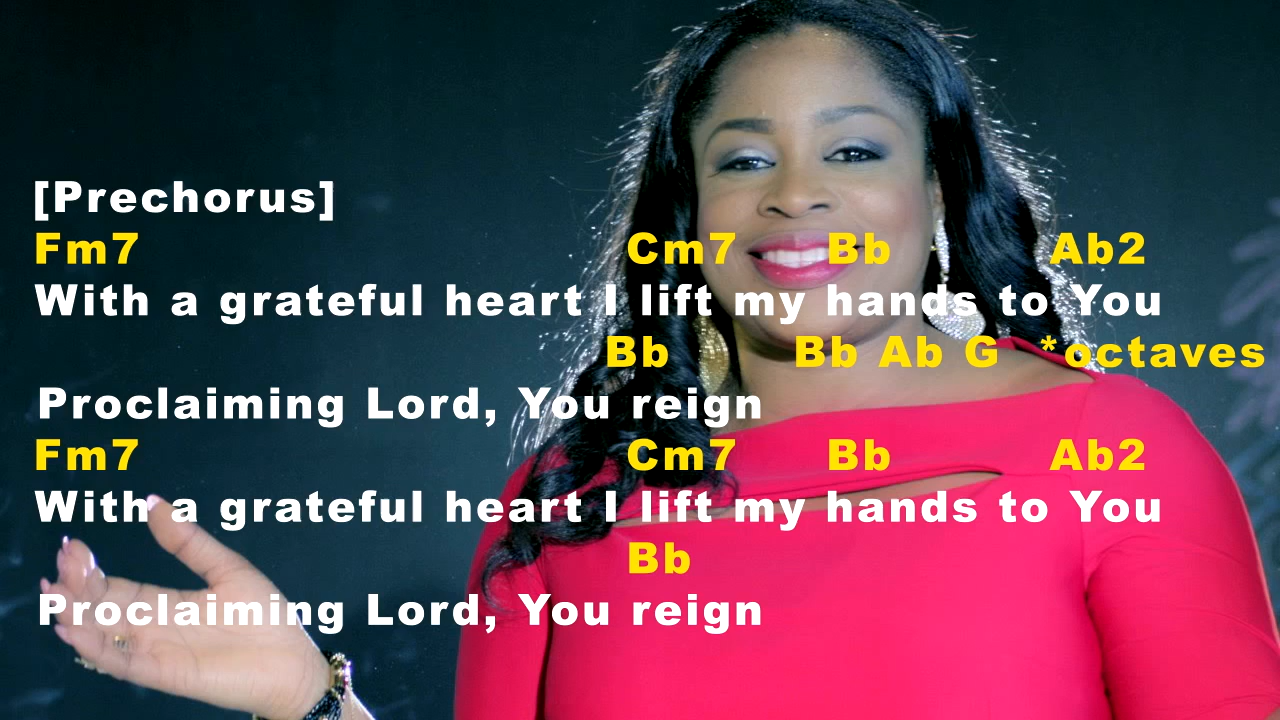 [Prechorus]
Fm7 Cm7 Bb Ab2
With a grateful heart I lift my hands to You
Bb Bb Ab G *octaves
Proclaiming Lord, You reign
Fm7 Cm7 Bb Ab2
With a grateful heart I lift my hands to You
Bb
Proclaiming Lord, You reign